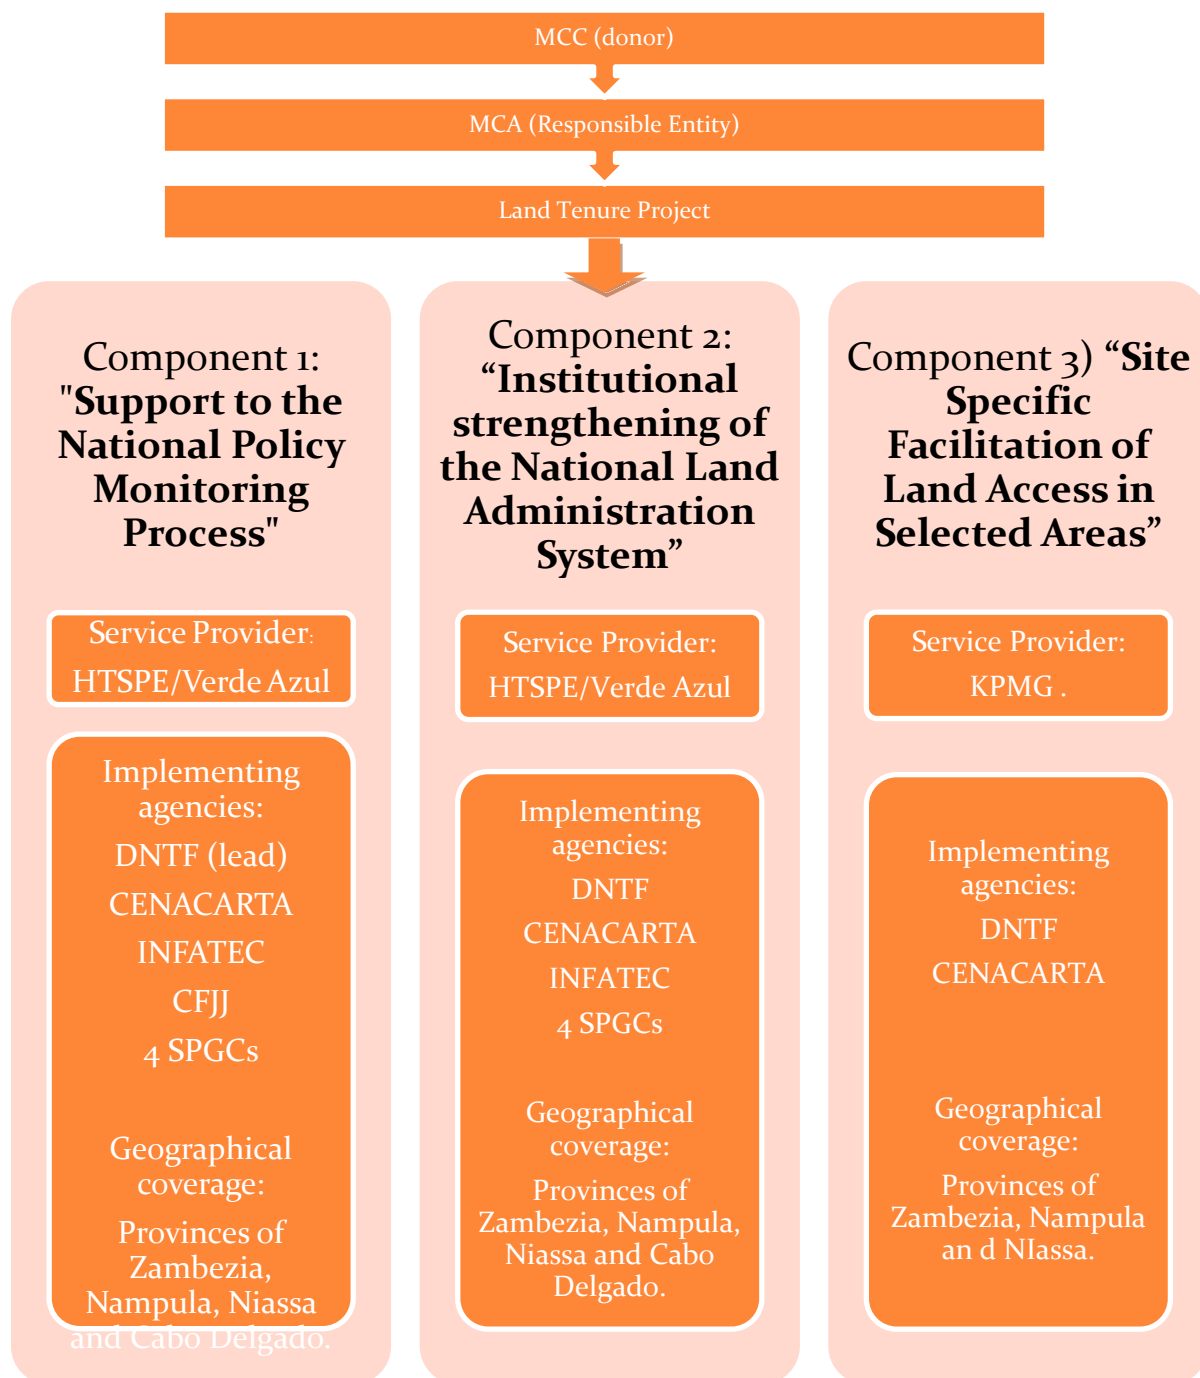 MCC (donor)
MCA (Responsible Entity)
Land Tenure Project
Component 1:
"Support to the
National Policy
Monitoring
Process"
Service Provider:
HTSPE/Verde Azul
Implementing
agencies:
DNTF (lead)
CENACARTA
INFATEC
CFJJ
4 SPGCs
Geographical
coverage:
Provinces of
Zambezia,
Nampula, Niassa
and Cabo Delgado.
Component 2:
“Institutional
strengthening of
the National Land
Administration
System”
Service Provider:
HTSPE/Verde Azul
Implementing
agencies:
DNTF
CENACARTA
INFATEC
4 SPGCs
Geographical
coverage:
Provinces of
Zambezia, Nampula,
Niassa and Cabo
Delgado.
Component 3) “Site
Specific
Facilitation of
Land Access in
Selected Areas”
Service Provider:
KPMG .
Implementing
agencies:
DNTF
CENACARTA
Geographical
coverage:
Provinces of
Zambezia, Nampula
an d NIassa.